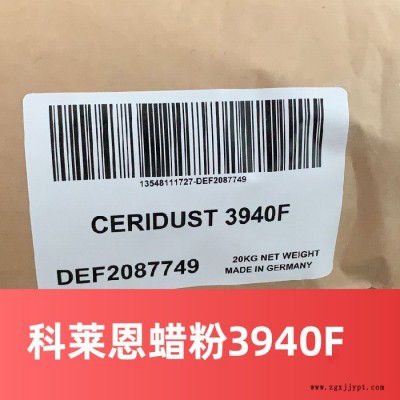 13548111727-DEF2087749
CERIDUST 3940F
DEF2087749
20KG NET WEIGHT
MADE IN GERMANY
科莱恩蜡粉3940F
www.zgxjjypt.com